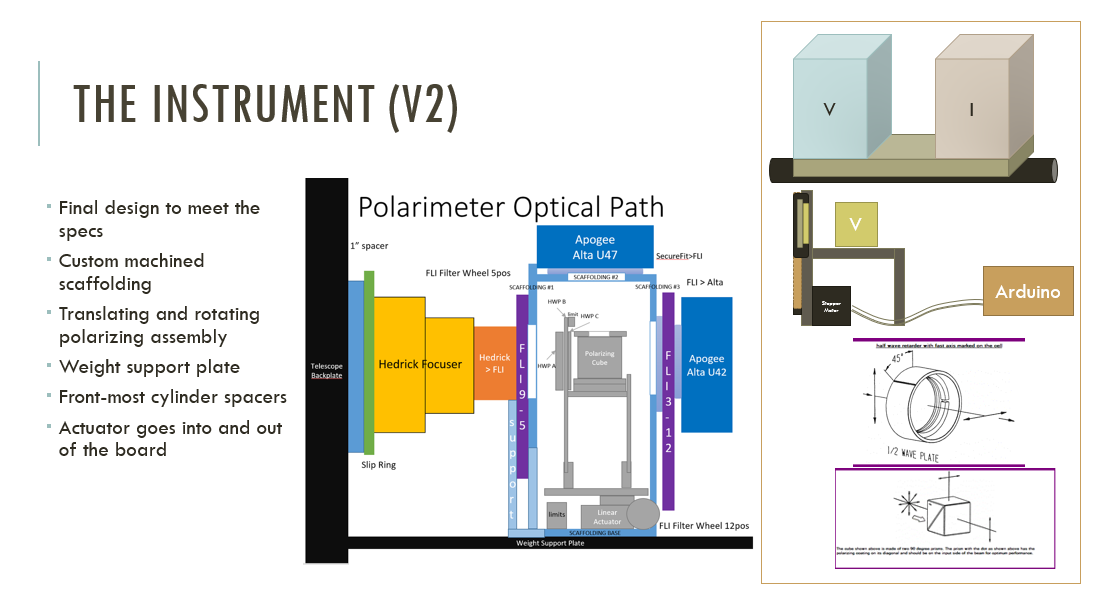 THE INSTRUMENT (V2)
Final design to meet the
specs
Custom machined
scaffolding
Translating and rotating
polarizing assembly
Weight support plate
Front-most cylinder spacers
Actuator goes into and out
of the board
Polarimeter Optical Path
1" spacer
Apogee
Alta U47
SecureFit>FLI
FLI Filter Wheel 5pos
SCAFFOLDING #2
FLI > Alta
SCAFFOLDING #1
SCAFFOLDING #3
HWP B
limit
HWP C
Telescope
Backplate
Hedrick Focuser
Hedrick
> FLI
FLI9-5
HWP A
Polarizing
Cube
FLI3-12
Apogee
Alta U42
support
Slip Ring
limits
Linear
Actuator
FLI Filter Wheel 12pos
SCAFFOLDING BASE
Weight Support Plate
V
I
V
Stepper
Motor
Arduino
half wave retarder with fast axis marked on the cell
45°
1/2 WAVE PLATE
The cube shown above is made of two 90 degree prisms. The prism with the dot as shown above has the
polarizing coating on its diagonal and should be on the input side of the beam for optimum performance.